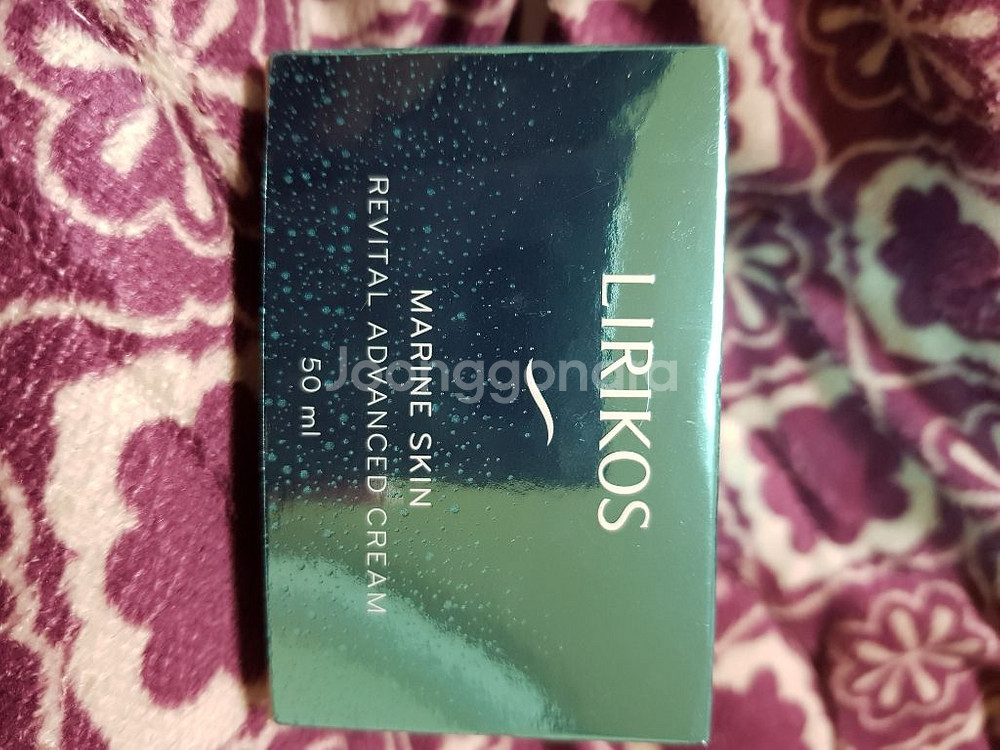 LIRIKOS
MARINE SKIN
REVITAL ADVANCED CREAM
50 ml
Joonggonara